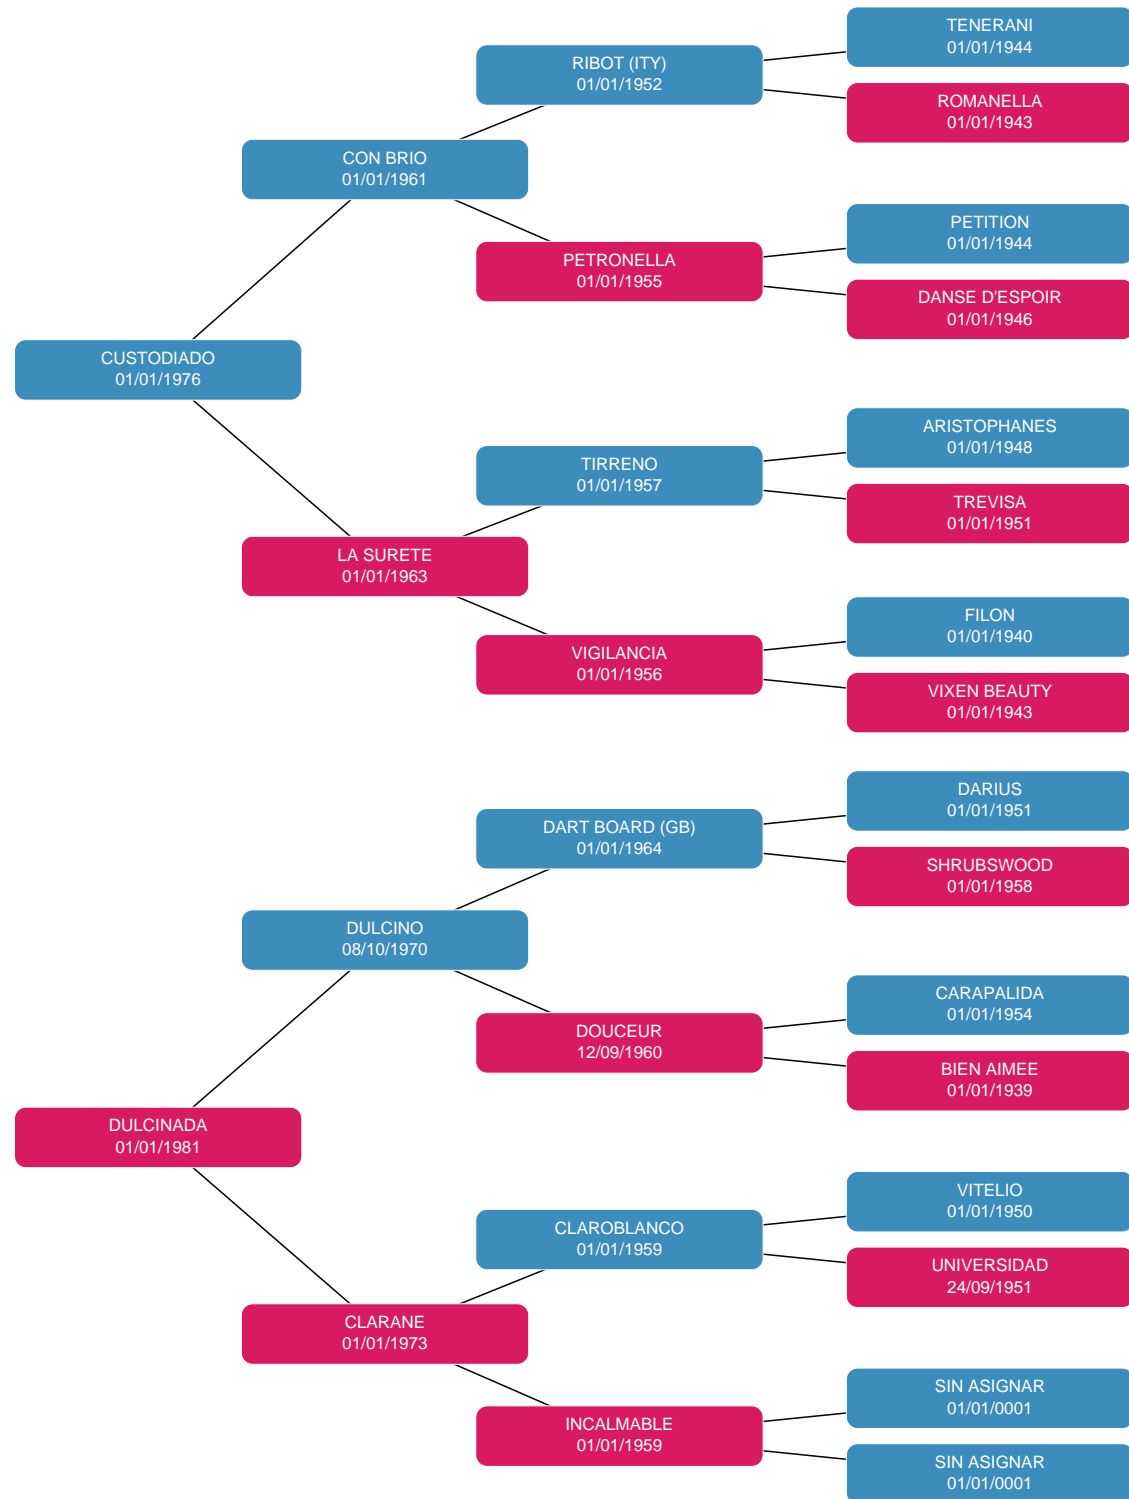 TENERANI
01/01/1944
RIBOT (ITY)
01/01/1952
ROMANELLA
01/01/1943
CON BRIO
01/01/1961
PETITION
01/01/1944
PETRONELLA
01/01/1955
DANSE D'ESPOIR
01/01/1946
CUSTODIADO
01/01/1976
ARISTOPHANES
01/01/1948
TIRRENO
01/01/1957
TREVISA
01/01/1951
LA SURETE
01/01/1963
FILON
01/01/1940
VIGILANCIA
01/01/1956
VIXEN BEAUTY
01/01/1943
DARIUS
01/01/1951
DART BOARD (GB)
01/01/1964
SHRUBSWOOD
01/01/1958
DULCINO
08/10/1970
CARAPALIDA
01/01/1954
DOUCEUR
12/09/1960
BIEN AIMEE
01/01/1939
DULCINADA
01/01/1981
VITELIO
01/01/1950
CLAROBLANCO
01/01/1959
UNIVERSIDAD
24/09/1951
CLARANE
01/01/1973
SIN ASIGNAR
01/01/0001
INCALMABLE
01/01/1959
SIN ASIGNAR
01/01/0001